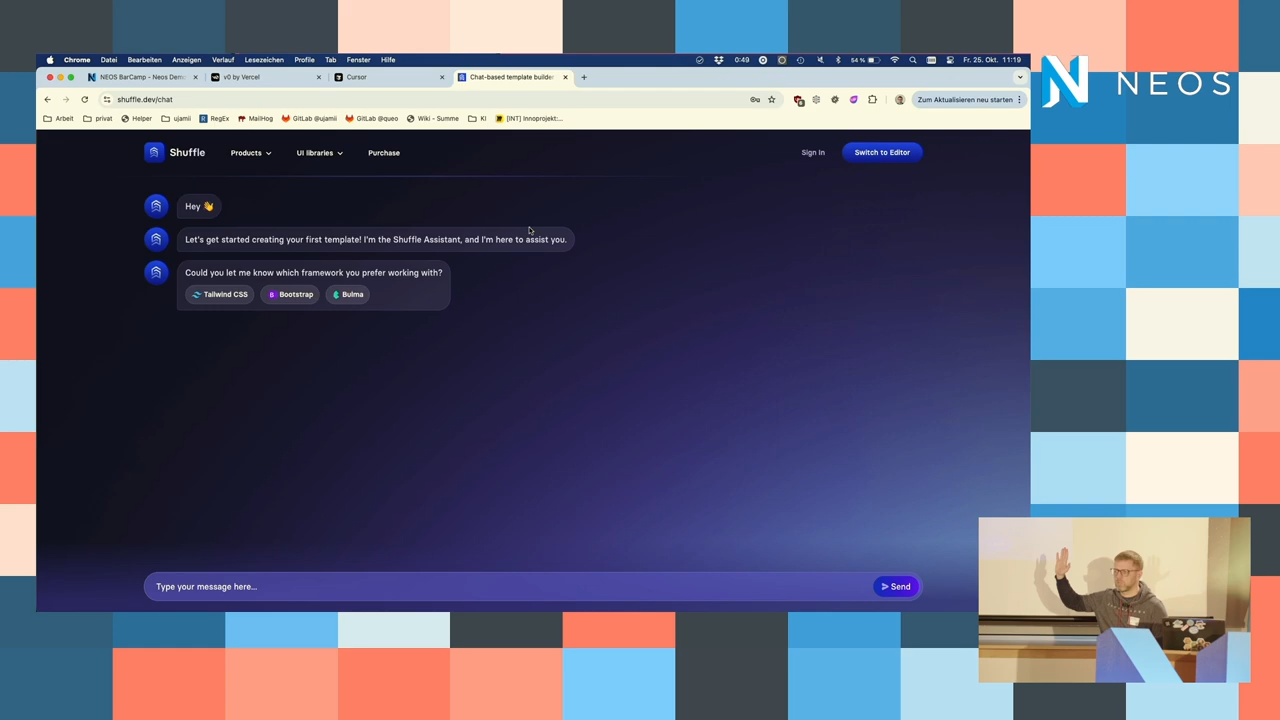 Chrome Datei Bearbeiten Anzeigen Verlauf Lesezeichen Profile Tab Fenster Hilfe 0:49 54 % Fr. 25. Okt. 11:19
NEOS BarCamp - Neos Dem v0 by Vercel Cursor Chat-based template builder
shuffle.dev/chat Zum Aktualisieren neu starten
Arbeit privat Helper ujamii RegEx MailHog GitLab @ujamii GitLab @queo Wiki - Summe KI [INT] Innoprojekt:...
NEOS
Shuffle Products UI libraries Purchase Sign In Switch to Editor
Hey 👋
Let's get started creating your first template! I'm the Shuffle Assistant, and I'm here to assist you.
Could you let me know which framework you prefer working with?
Tailwind CSS Bootstrap Bulma
Type your message here... Send